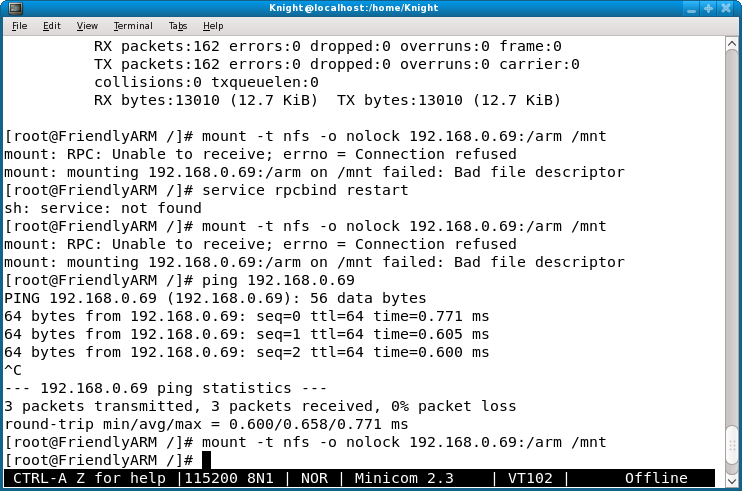 Knight@localhost:/home/Knight
File Edit View Terminal Tabs Help
RX packets:162 errors:0 dropped:0 overruns:0 frame:0
TX packets:162 errors:0 dropped:0 overruns:0 carrier:0
collisions:0 txqueuelen:0
RX bytes:13010 (12.7 KiB)  TX bytes:13010 (12.7 KiB)
[root@FriendlyARM /]# mount -t nfs -o nolock 192.168.0.69:/arm /mnt
mount: RPC: Unable to receive; errno = Connection refused
mount: mounting 192.168.0.69:/arm on /mnt failed: Bad file descriptor
[root@FriendlyARM /]# service rpcbind restart
sh: service: not found
[root@FriendlyARM /]# mount -t nfs -o nolock 192.168.0.69:/arm /mnt
mount: RPC: Unable to receive; errno = Connection refused
mount: mounting 192.168.0.69:/arm on /mnt failed: Bad file descriptor
[root@FriendlyARM /]# ping 192.168.0.69
PING 192.168.0.69 (192.168.0.69): 56 data bytes
64 bytes from 192.168.0.69: seq=0 ttl=64 time=0.771 ms
64 bytes from 192.168.0.69: seq=1 ttl=64 time=0.605 ms
64 bytes from 192.168.0.69: seq=2 ttl=64 time=0.600 ms
^C
--- 192.168.0.69 ping statistics ---
3 packets transmitted, 3 packets received, 0% packet loss
round-trip min/avg/max = 0.600/0.658/0.771 ms
[root@FriendlyARM /]# mount -t nfs -o nolock 192.168.0.69:/arm /mnt
[root@FriendlyARM /]#
CTRL-A Z for help |115200 8N1 | NOR | Minicom 2.3    | VT102 |      Offline